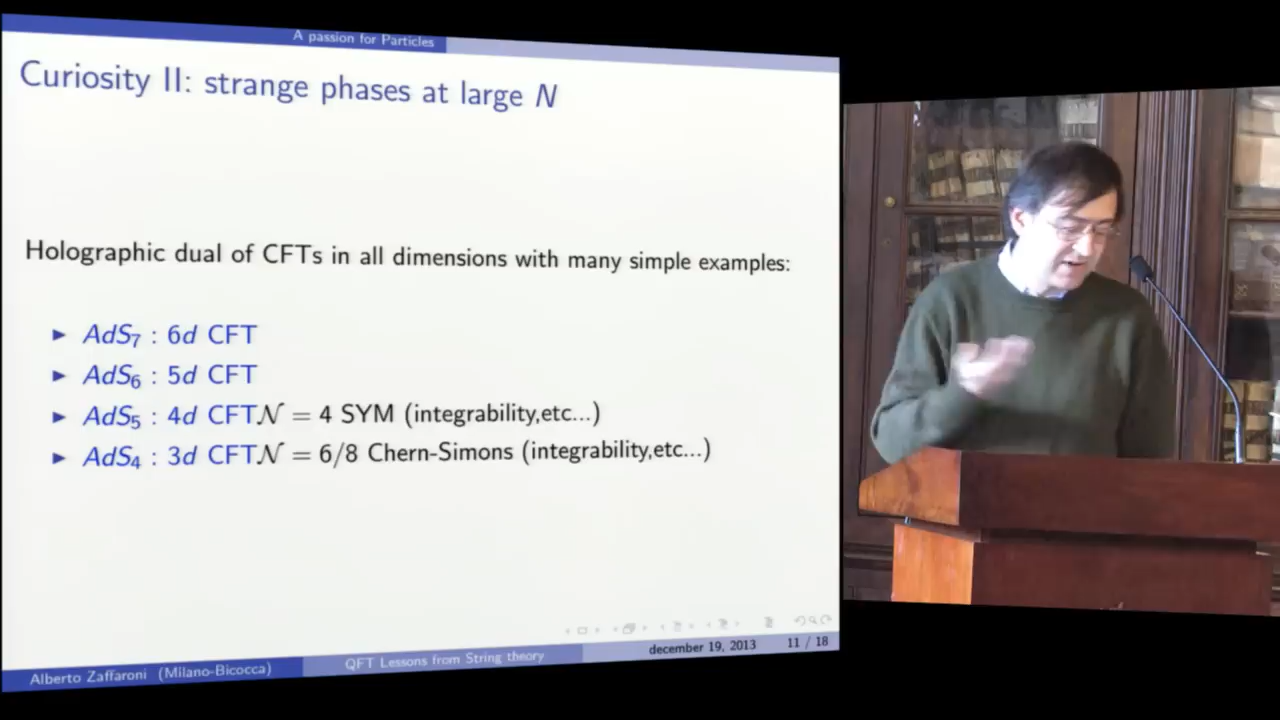 A passion for Particles
Curiosity II: strange phases at large N
Holographic dual of CFTs in all dimensions with many simple examples:
► AdS₇ : 6d CFT
► AdS₆ : 5d CFT
► AdS₅ : 4d CFT𝒩 = 4 SYM (integrability,etc...)
► AdS₄ : 3d CFT𝒩 = 6/8 Chern-Simons (integrability,etc...)
Alberto Zaffaroni (Milano-Bicocca) QFT Lessons from String theory december 19, 2013 11 / 18